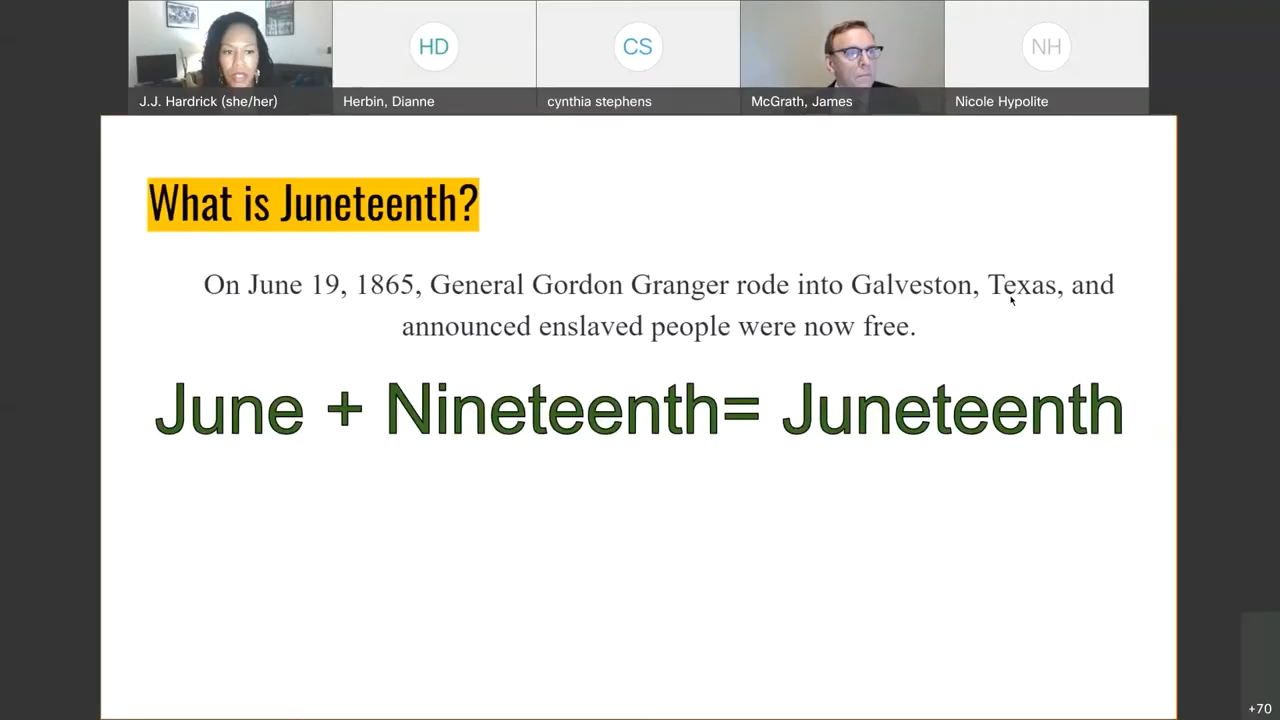 J.J. Hardrick (she/her)
HD
Herbin, Dianne
CS
cynthia stephens
McGrath, James
NH
Nicole Hypolite
What is Juneteenth?
On June 19, 1865, General Gordon Granger rode into Galveston, Texas, and
announced enslaved people were now free.
June + Nineteenth= Juneteenth
+70